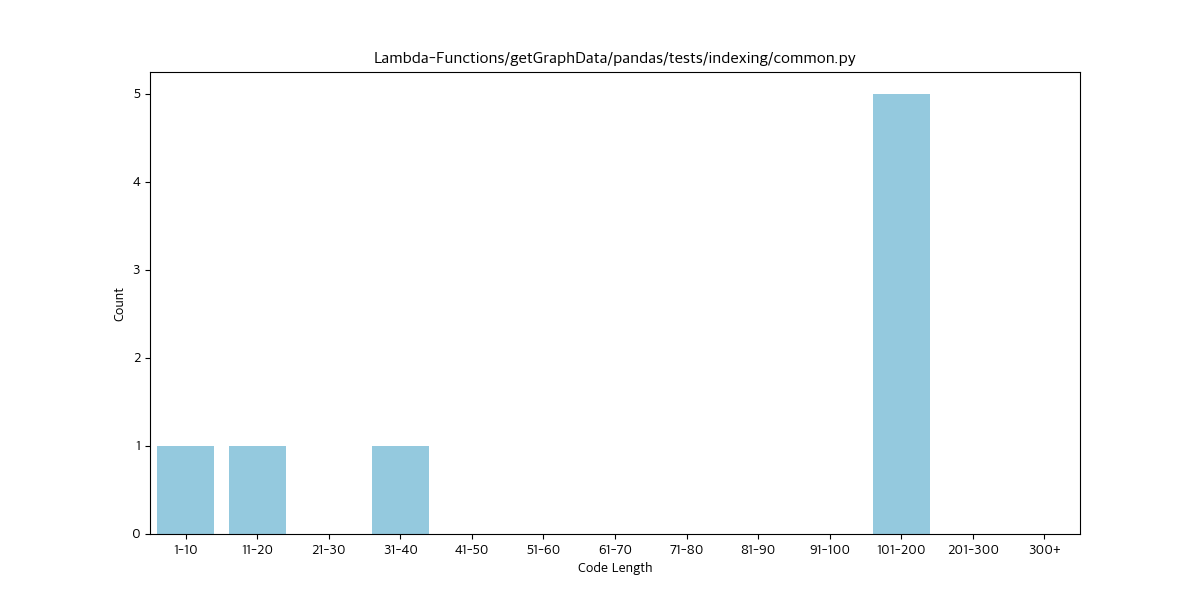 Lambda-Functions/getGraphData/pandas/tests/indexing/common.py
5
4
3
2
1
0
Count
1-10 11-20 21-30 31-40 41-50 51-60 61-70 71-80 81-90 91-100 101-200 201-300 300+
Code Length